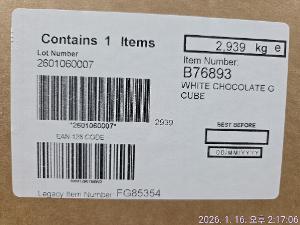 Contains 1 Items
2,939 kg e
Lot Number
2601060007
Item Number:
B76893
WHITE CHOCOLATE C
CUBE
*2601060007*
2939
EAN 128 CODE
BEST BEFORE
DD/MM/YYYY
Legacy Item Number FG85354
2026. 1. 16. 오후 2:17:06